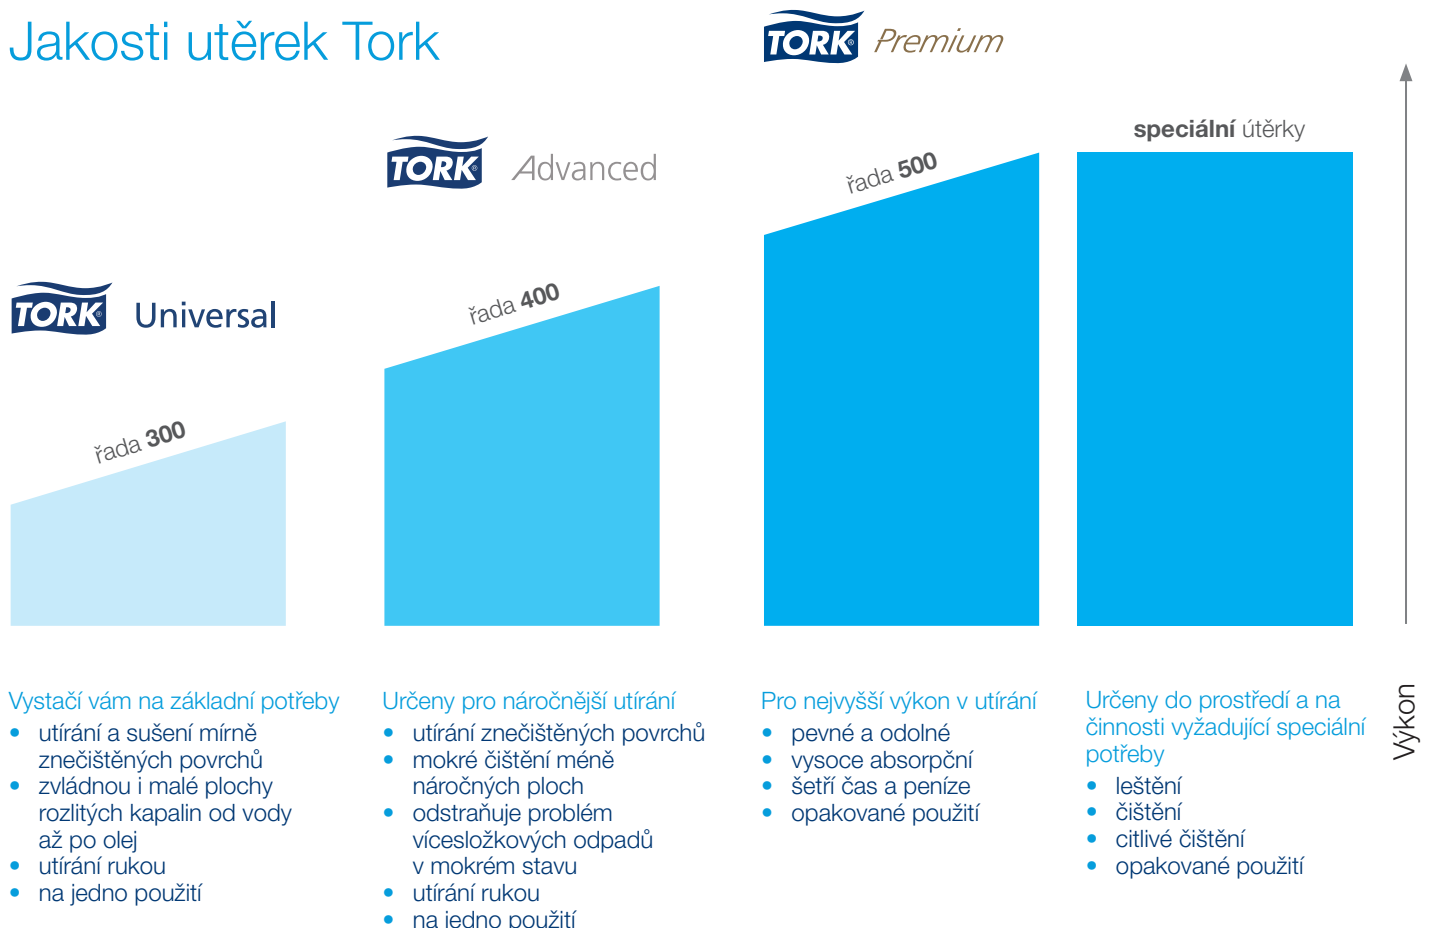 Jakosti utěrek Tork
TORK® Premium
TORK® Advanced
TORK® Universal
řada 300
řada 400
řada 500
speciální útěrky
Výkon
Vystačí vám na základní potřeby
• utírání a sušení mírně
znečištěných povrchů
• zvládnou i malé plochy
rozlitých kapalin od vody
až po olej
• utírání rukou
• na jedno použití
Určeny pro náročnější utírání
• utírání znečištěných povrchů
• mokré čištění méně
náročných ploch
• odstraňuje problém
vícesložkových odpadů
v mokrém stavu
• utírání rukou
• na jedno použití
Pro nejvyšší výkon v utírání
• pevné a odolné
• vysoce absorpční
• šetří čas a peníze
• opakované použití
Určeny do prostředí a na
činnosti vyžadující speciální
potřeby
• leštění
• čištění
• citlivé čištění
• opakované použití